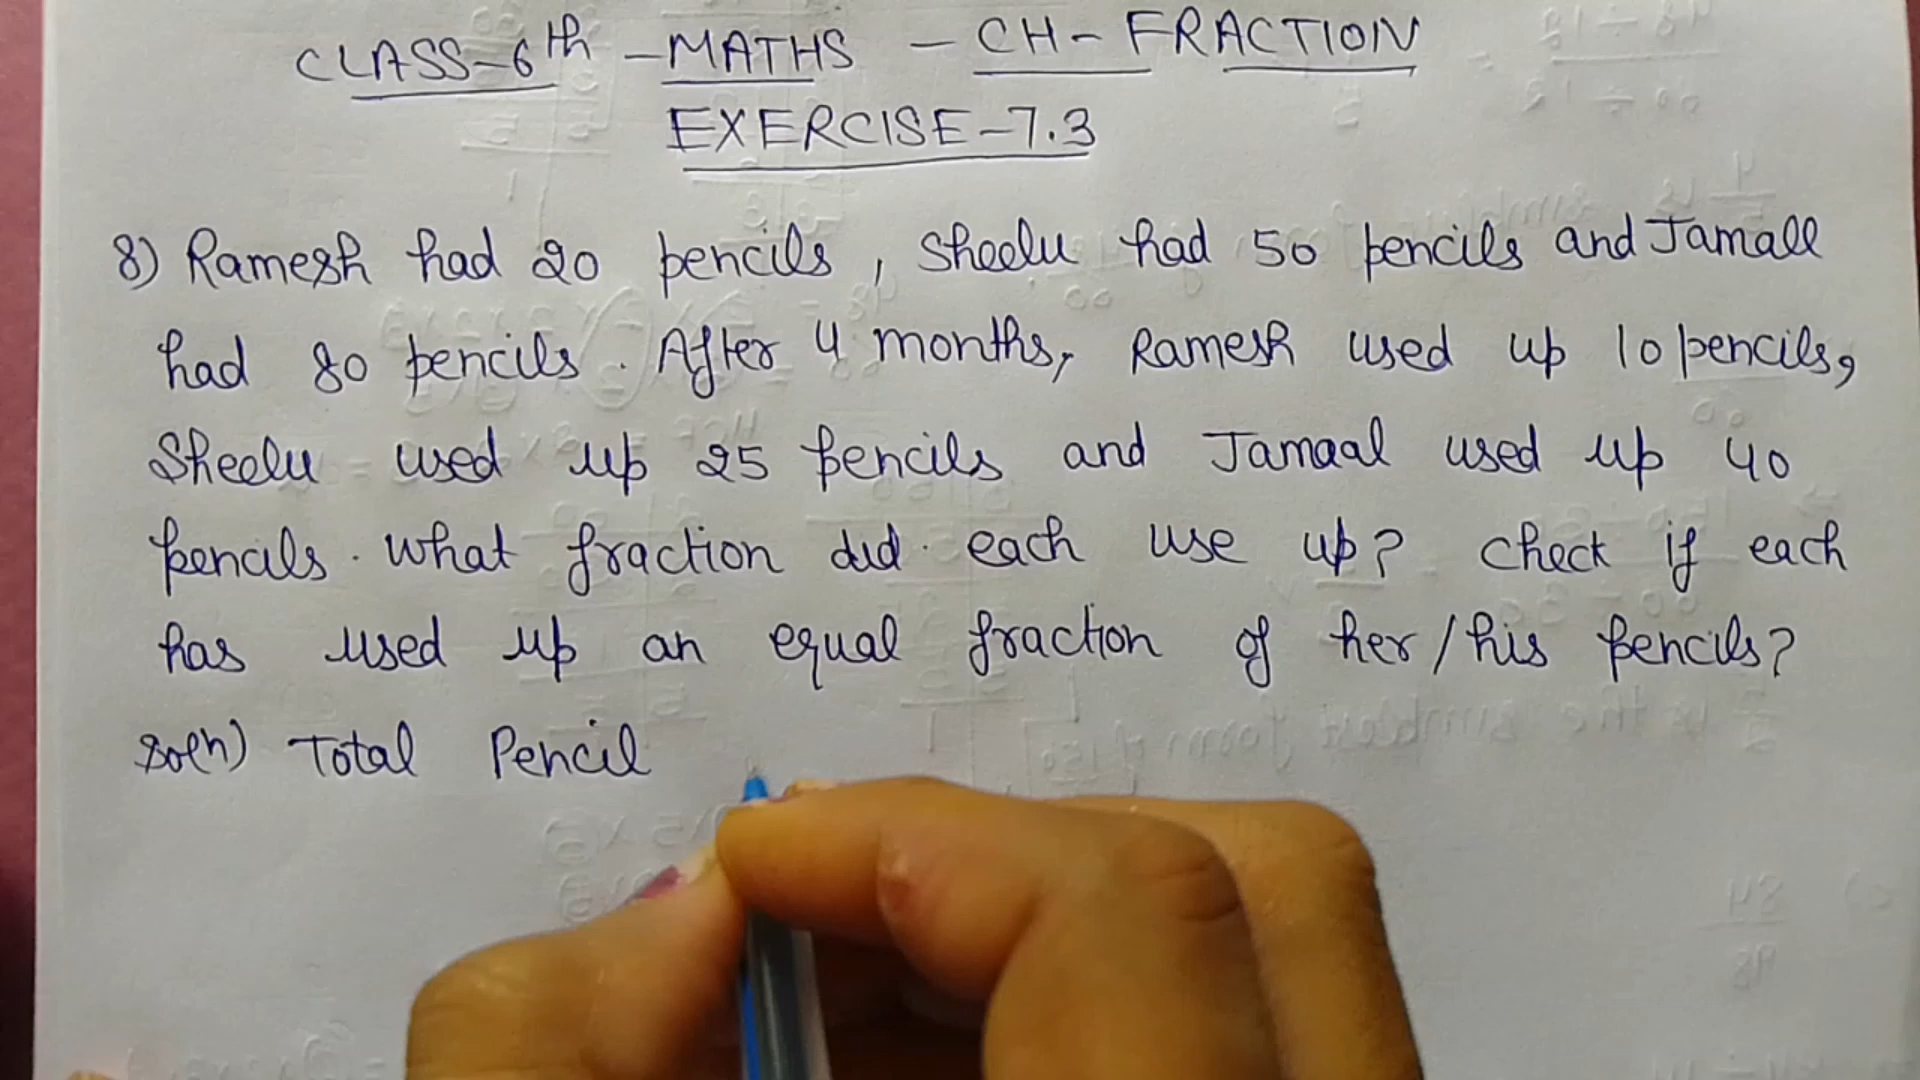 CLASS-6th - MATHS - CH - FRACTION
EXERCISE-7.3
8) Ramesh had 20 pencils, Sheelu had 50 pencils and Jamall
had 80 pencils. After 4 months, Ramesh used up 10 pencils,
Sheelu used up 25 pencils and Jamaal used up 40
pencils. What fraction did each use up? Check if each
has used up an equal fraction of her/his pencils?
Soln) Total Pencil